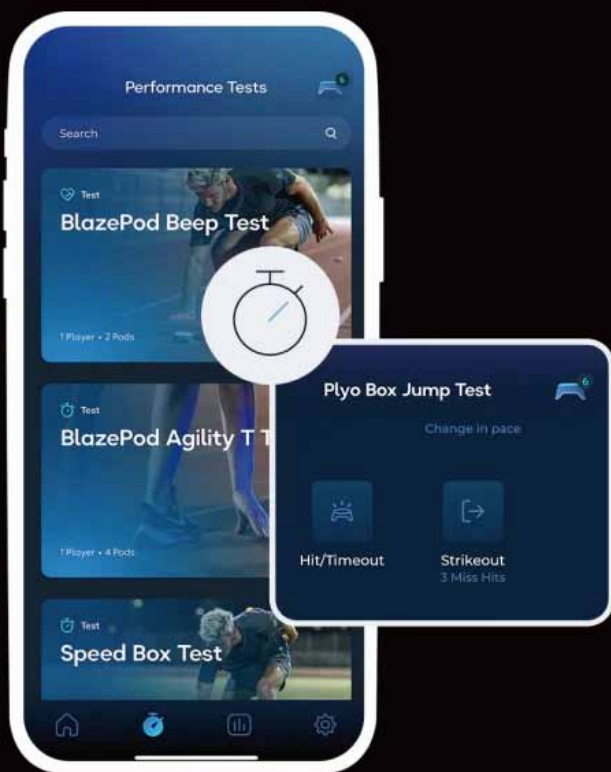 Performance Tests
6
Search
Test
BlazePod Beep Test
1 Player • 2 Pods
Test
BlazePod Agility T T
1 Player • 4 Pods
Test
Speed Box Test
Plyo Box Jump Test
6
Change in pace
Hit/Timeout
Strikeout
3 Miss Hits